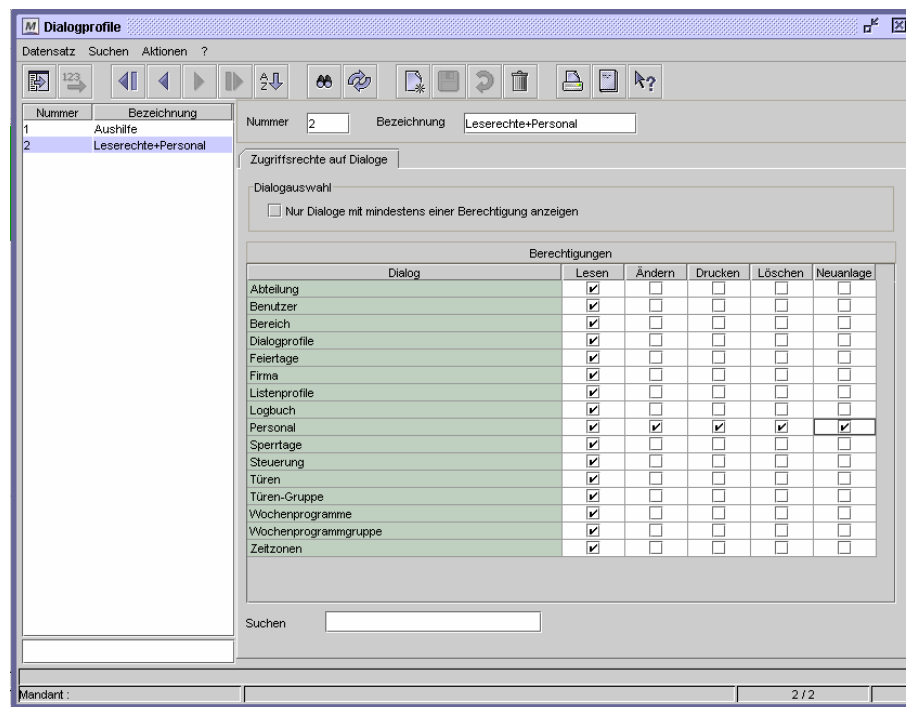 M Dialogprofile
Datensatz Suchen Aktionen ?
123
A Z
?
Nummer Bezeichnung
1 Aushilfe
2 Leserechte+Personal
Nummer 2 Bezeichnung Leserechte+Personal
Zugriffsrechte auf Dialoge
Dialogauswahl
Nur Dialoge mit mindestens einer Berechtigung anzeigen
Berechtigungen
Dialog Lesen Ändern Drucken Löschen Neuanlage
Abteilung
Benutzer
Bereich
Dialogprofile
Feiertage
Firma
Listenprofile
Logbuch
Personal
Sperrtage
Steuerung
Türen
Türen-Gruppe
Wochenprogramme
Wochenprogrammgruppe
Zeitzonen
Suchen
Mandant : 2 / 2